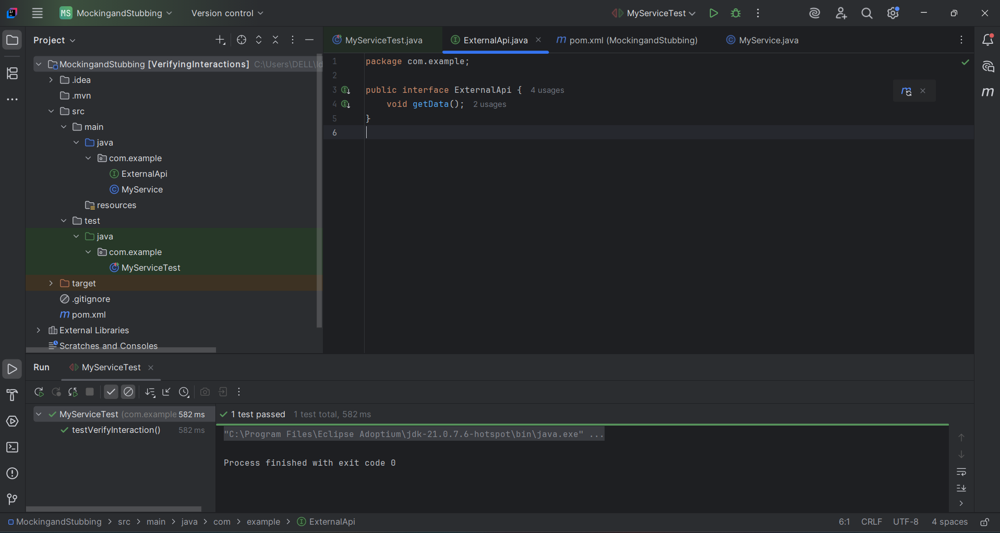 MS MockingandStubbing Version control MyServiceTest
Project
MyServiceTest.java ExternalApi.java pom.xml (MockingandStubbing) MyService.java
MockingandStubbing [VerifyingInteractions] C:\Users\DELL\Id
.idea
.mvn
src
main
java
com.example
ExternalApi
MyService
resources
test
java
com.example
MyServiceTest
target
.gitignore
pom.xml
External Libraries
Scratches and Consoles
1 package com.example;
2
3 public interface ExternalApi { 4 usages
4 void getData(); 2 usages
5 }
6
Run MyServiceTest
MyServiceTest (com.example 582 ms
testVerifyInteraction() 582 ms
1 test passed 1 test total, 582 ms
"C:\Program Files\Eclipse Adoptium\jdk-21.0.7.6-hotspot\bin\java.exe" ...
Process finished with exit code 0
MockingandStubbing > src > main > java > com > example > ExternalApi 6:1 CRLF UTF-8 4 spaces